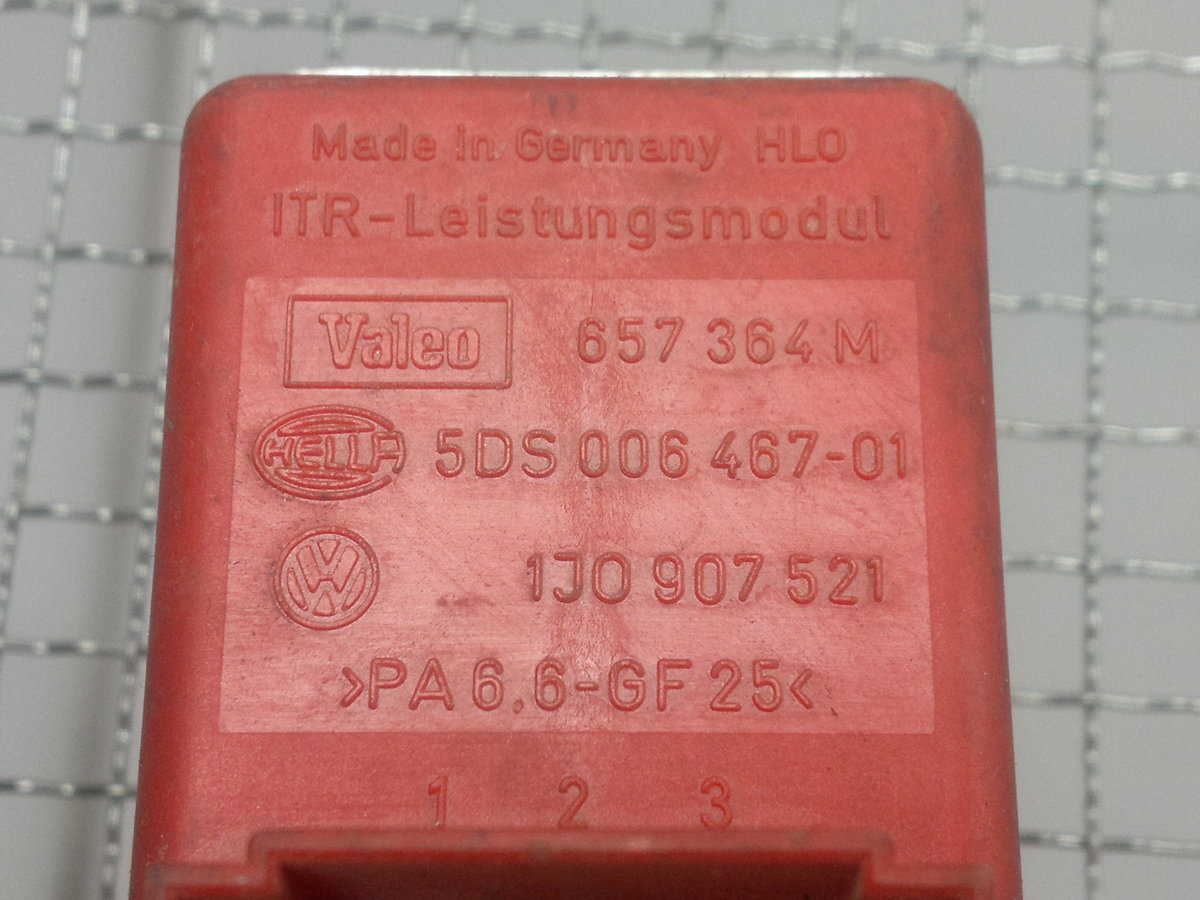 Made in Germany HLO
ITR-Leistungsmodul
Valeo 657 364 M
HELLA 5DS 006 467-01
VW 1J0 907 521
>PA 6.6-GF 25<
1 2 3